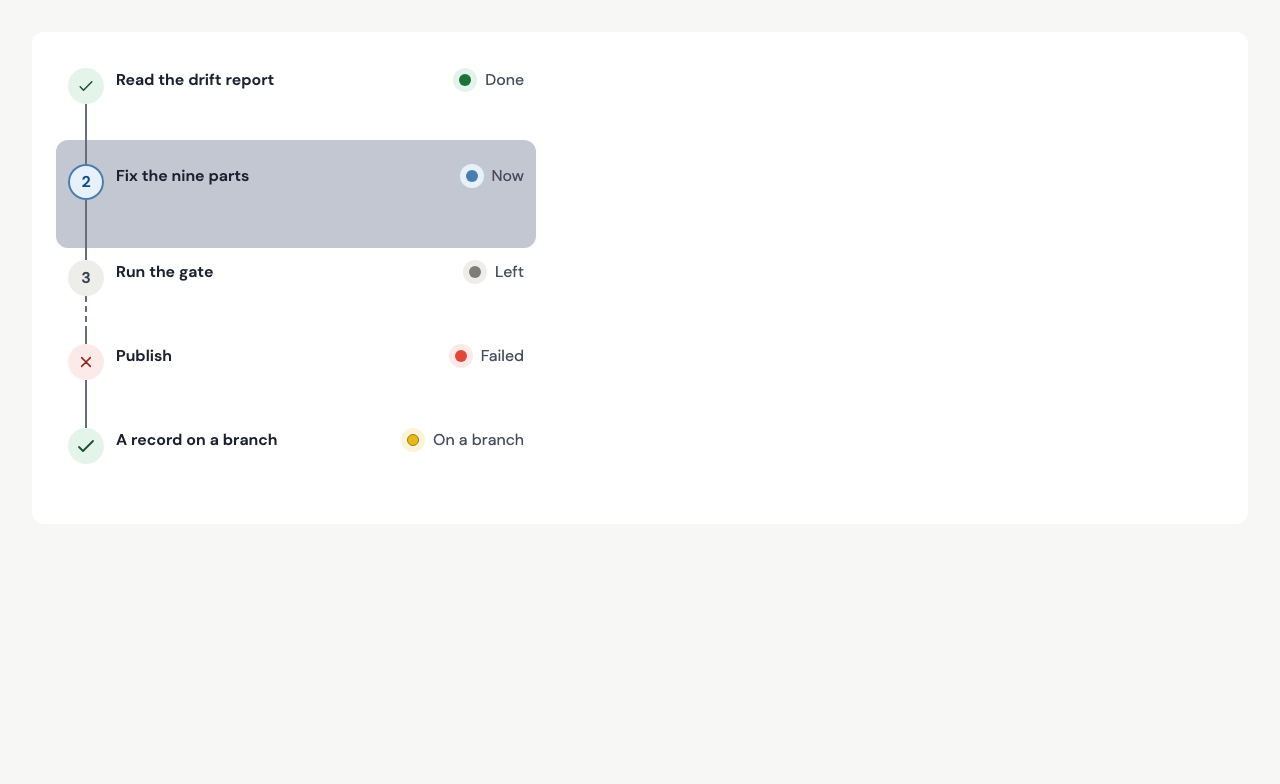 Read the drift report Done
2 Fix the nine parts Now
3 Run the gate Left
Publish Failed
A record on a branch On a branch